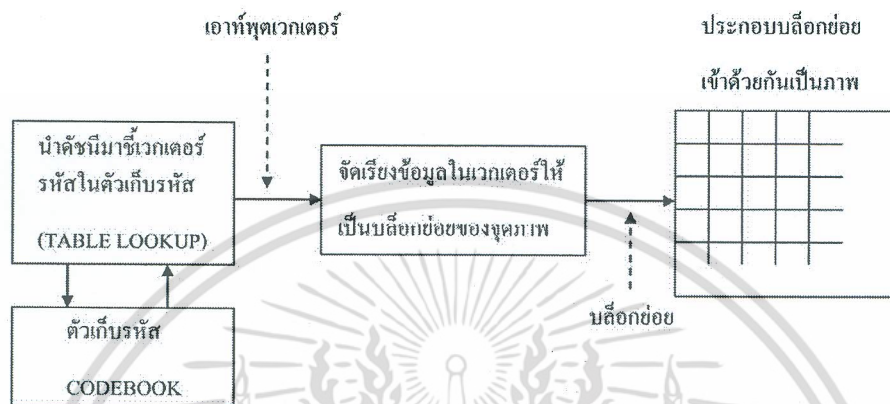 เอาท์พุตเวกเตอร์
ประกอบบล็อกย่อย
เข้าด้วยกันเป็นภาพ
นำดัชนีมาชี้เวกเตอร์
รหัสในตัวเก็บรหัส
(TABLE LOOKUP)
จัดเรียงข้อมูลในเวกเตอร์ให้
เป็นบล็อกย่อยของจุดภาพ
บล็อกย่อย
ตัวเก็บรหัส
CODEBOOK